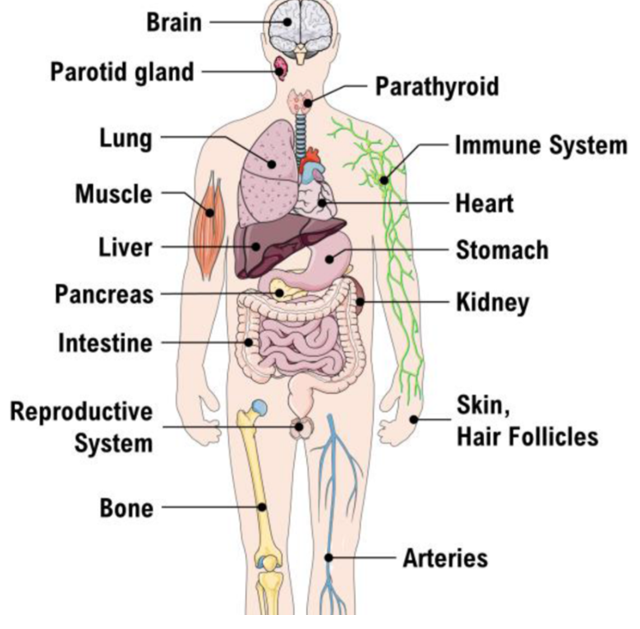 Brain
Parotid gland
Parathyroid
Lung
Immune System
Muscle
Heart
Liver
Stomach
Pancreas
Kidney
Intestine
Reproductive
System
Skin,
Hair Follicles
Bone
Arteries